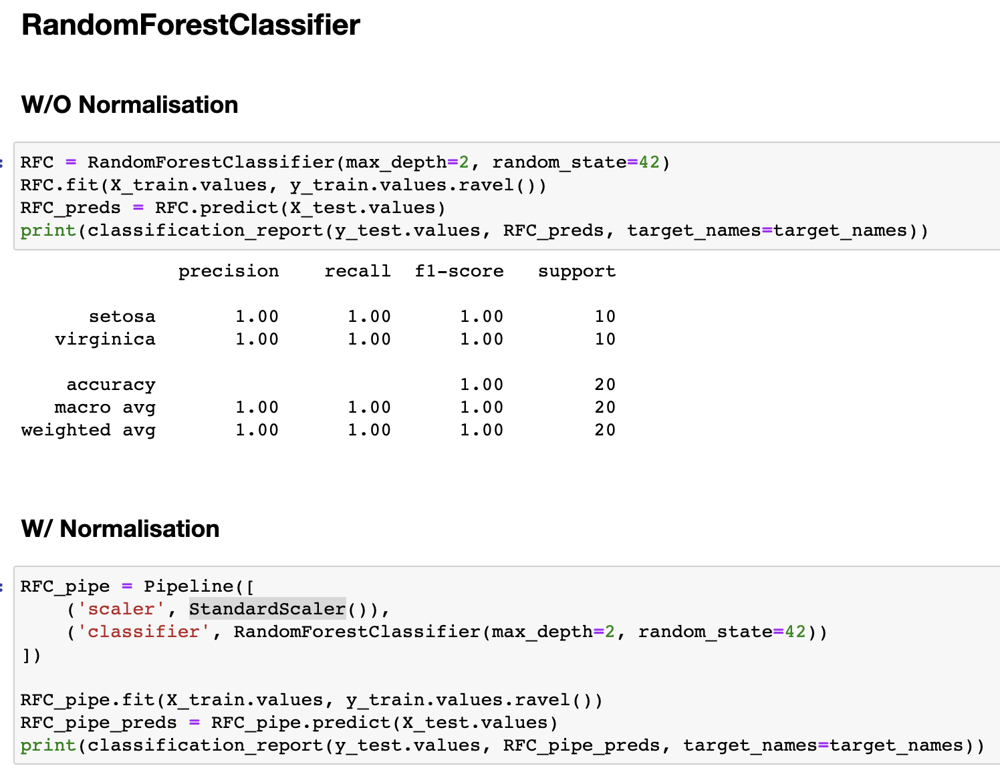 RandomForestClassifier
W/O Normalisation
RFC = RandomForestClassifier(max_depth=2, random_state=42)
RFC.fit(X_train.values, y_train.values.ravel())
RFC_preds = RFC.predict(X_test.values)
print(classification_report(y_test.values, RFC_preds, target_names=target_names))
precision recall f1-score support
setosa 1.00 1.00 1.00 10
virginica 1.00 1.00 1.00 10
accuracy 1.00 20
macro avg 1.00 1.00 1.00 20
weighted avg 1.00 1.00 1.00 20
W/ Normalisation
RFC_pipe = Pipeline([
('scaler', StandardScaler()),
('classifier', RandomForestClassifier(max_depth=2, random_state=42))
])
RFC_pipe.fit(X_train.values, y_train.values.ravel())
RFC_pipe_preds = RFC_pipe.predict(X_test.values)
print(classification_report(y_test.values, RFC_pipe_preds, target_names=target_names))